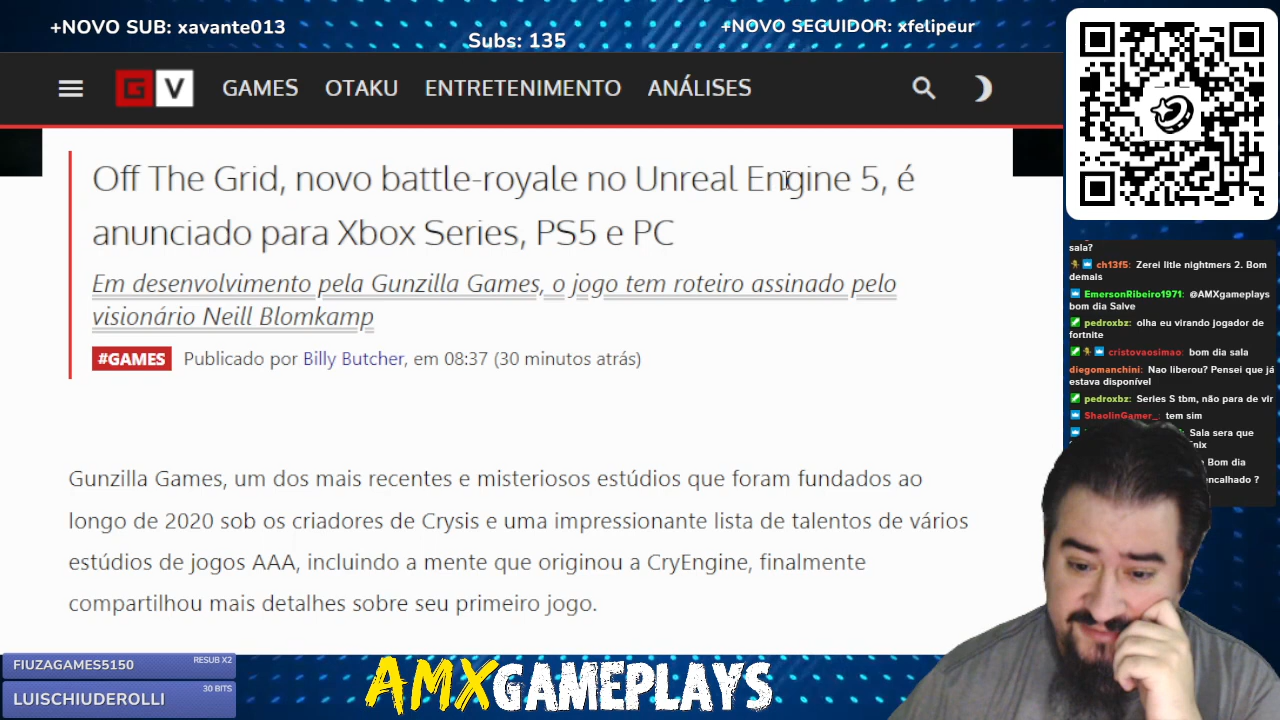 +NOVO SUB: xavante013
Subs: 135
+NOVO SEGUIDOR: xfelipeur
GV
GAMES OTAKU ENTRETENIMENTO ANÁLISES
Off The Grid, novo battle-royale no Unreal Engine 5, é
anunciado para Xbox Series, PS5 e PC
Em desenvolvimento pela Gunzilla Games, o jogo tem roteiro assinado pelo
visionário Neill Blomkamp
#GAMES Publicado por Billy Butcher, em 08:37 (30 minutos atrás)
Gunzilla Games, um dos mais recentes e misteriosos estúdios que foram fundados ao
longo de 2020 sob os criadores de Crysis e uma impressionante lista de talentos de vários
estúdios de jogos AAA, incluindo a mente que originou a CryEngine, finalmente
compartilhou mais detalhes sobre seu primeiro jogo.
sala?
ch13f5: Zerei litle nightmers 2. Bom
demais
EmersonRibeiro1971: @AMXgameplays
bom dia Salve
pedroxbz: olha eu virando jogador de
fortnite
cristovaosimao: bom dia sala
diegomanchini: Nao liberou? Pensei que já
estava disponível
pedroxbz: Series S tbm, não para de vir
ShaolinGamer_: tem sim
Sala sera que
Bom dia
encalhado ?
FIUZAGAMES5150 RESUB X2
LUISCHIUDEROLLI 30 BITS
AMXGAMEPLAYS